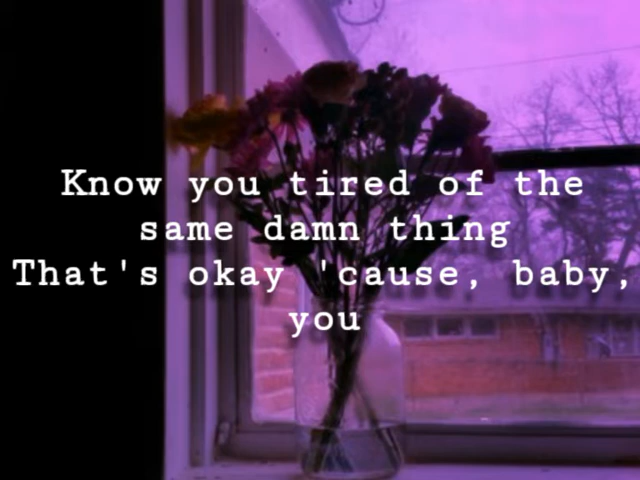 Know you tired of the
same damn thing
That's okay 'cause, baby,
you